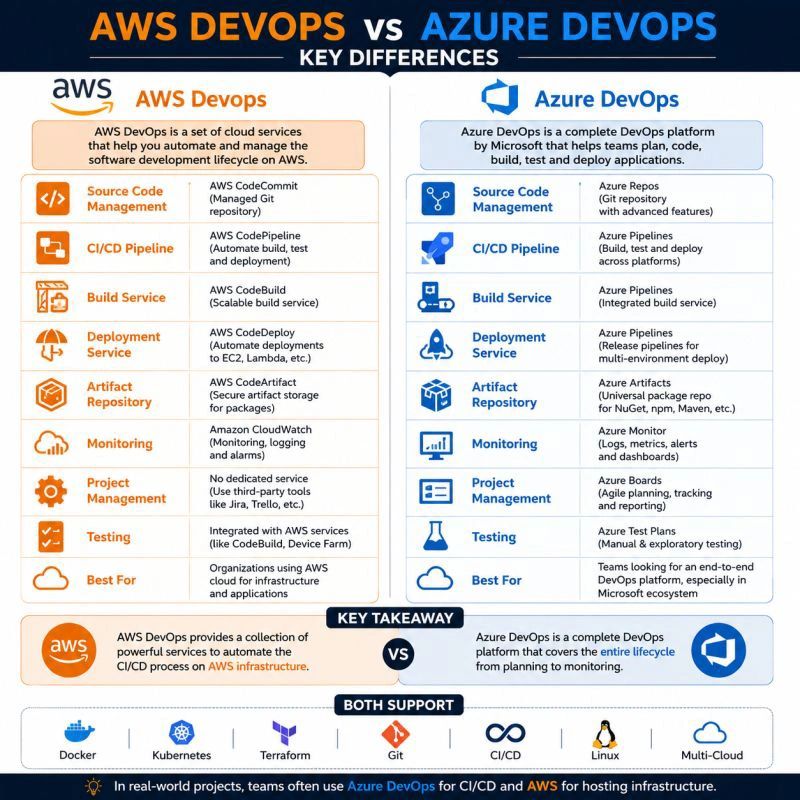 AWS DEVOPS VS AZURE DEVOPS
KEY DIFFERENCES
aws
AWS Devops
AWS DevOps is a set of cloud services
that help you automate and manage the
software development lifecycle on AWS.
Source Code
Management
AWS CodeCommit
(Managed Git
repository)
CI/CD Pipeline
AWS CodePipeline
(Automate build, test
and deployment)
Build Service
AWS CodeBuild
(Scalable build service)
Deployment
Service
AWS CodeDeploy
(Automate deployments
to EC2, Lambda, etc.)
Artifact
Repository
AWS CodeArtifact
(Secure artifact storage
for packages)
Monitoring
Amazon CloudWatch
(Monitoring, logging
and alarms)
Project
Management
No dedicated service
(Use third-party tools
like Jira, Trello, etc.)
Testing
Integrated with AWS services
(like CodeBuild, Device Farm)
Best For
Organizations using AWS
cloud for infrastructure
and applications
Azure DevOps
Azure DevOps is a complete DevOps platform
by Microsoft that helps teams plan, code,
build, test and deploy applications.
Source Code
Management
Azure Repos
(Git repository
with advanced features)
CI/CD Pipeline
Azure Pipelines
(Build, test and deploy
across platforms)
Build Service
Azure Pipelines
(Integrated build service)
Deployment
Service
Azure Pipelines
(Release pipelines for
multi-environment deploy)
Artifact
Repository
Azure Artifacts
(Universal package repo
for NuGet, npm, Maven, etc.)
Monitoring
Azure Monitor
(Logs, metrics, alerts
and dashboards)
Project
Management
Azure Boards
(Agile planning, tracking
and reporting)
Testing
Azure Test Plans
(Manual & exploratory testing)
Best For
Teams looking for an end-to-end
DevOps platform, especially in
Microsoft ecosystem
KEY TAKEAWAY
aws
AWS DevOps provides a collection of
powerful services to automate the
CI/CD process on AWS infrastructure.
VS
Azure DevOps is a complete DevOps
platform that covers the entire lifecycle
from planning to monitoring.
BOTH SUPPORT
Docker
Kubernetes
Terraform
Git
CI/CD
Linux
Multi-Cloud
In real-world projects, teams often use Azure DevOps for CI/CD and AWS for hosting infrastructure.